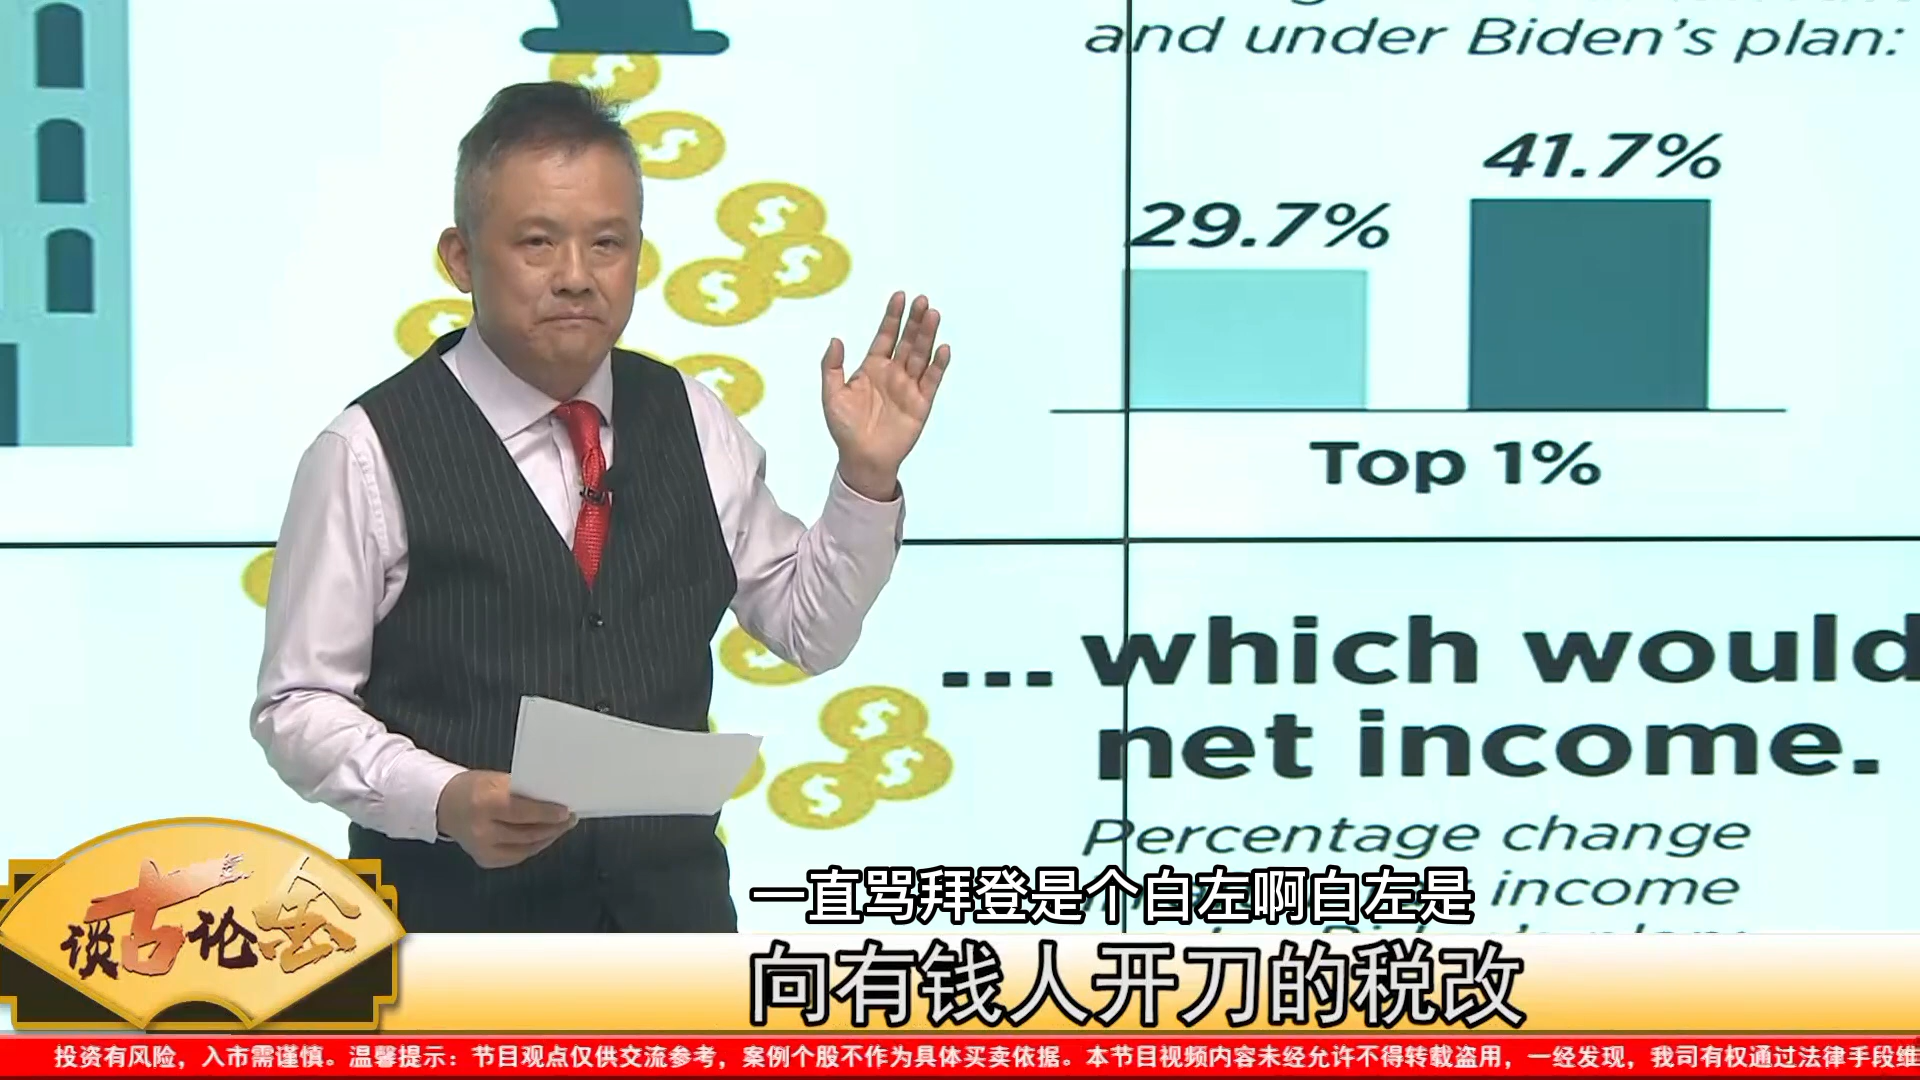 and under Biden's plan:
41.7%
29.7%
Top 1%
... which would
net income.
Percentage change
income
一直骂拜登是个白左啊白左是
谈古论金
向有钱人开刀的税改
投资有风险，入市需谨慎。温馨提示：节目观点仅供交流参考，案例个股不作为具体买卖依据。本节目视频内容未经允许不得转载盗用，一经发现，我司有权通过法律手段维